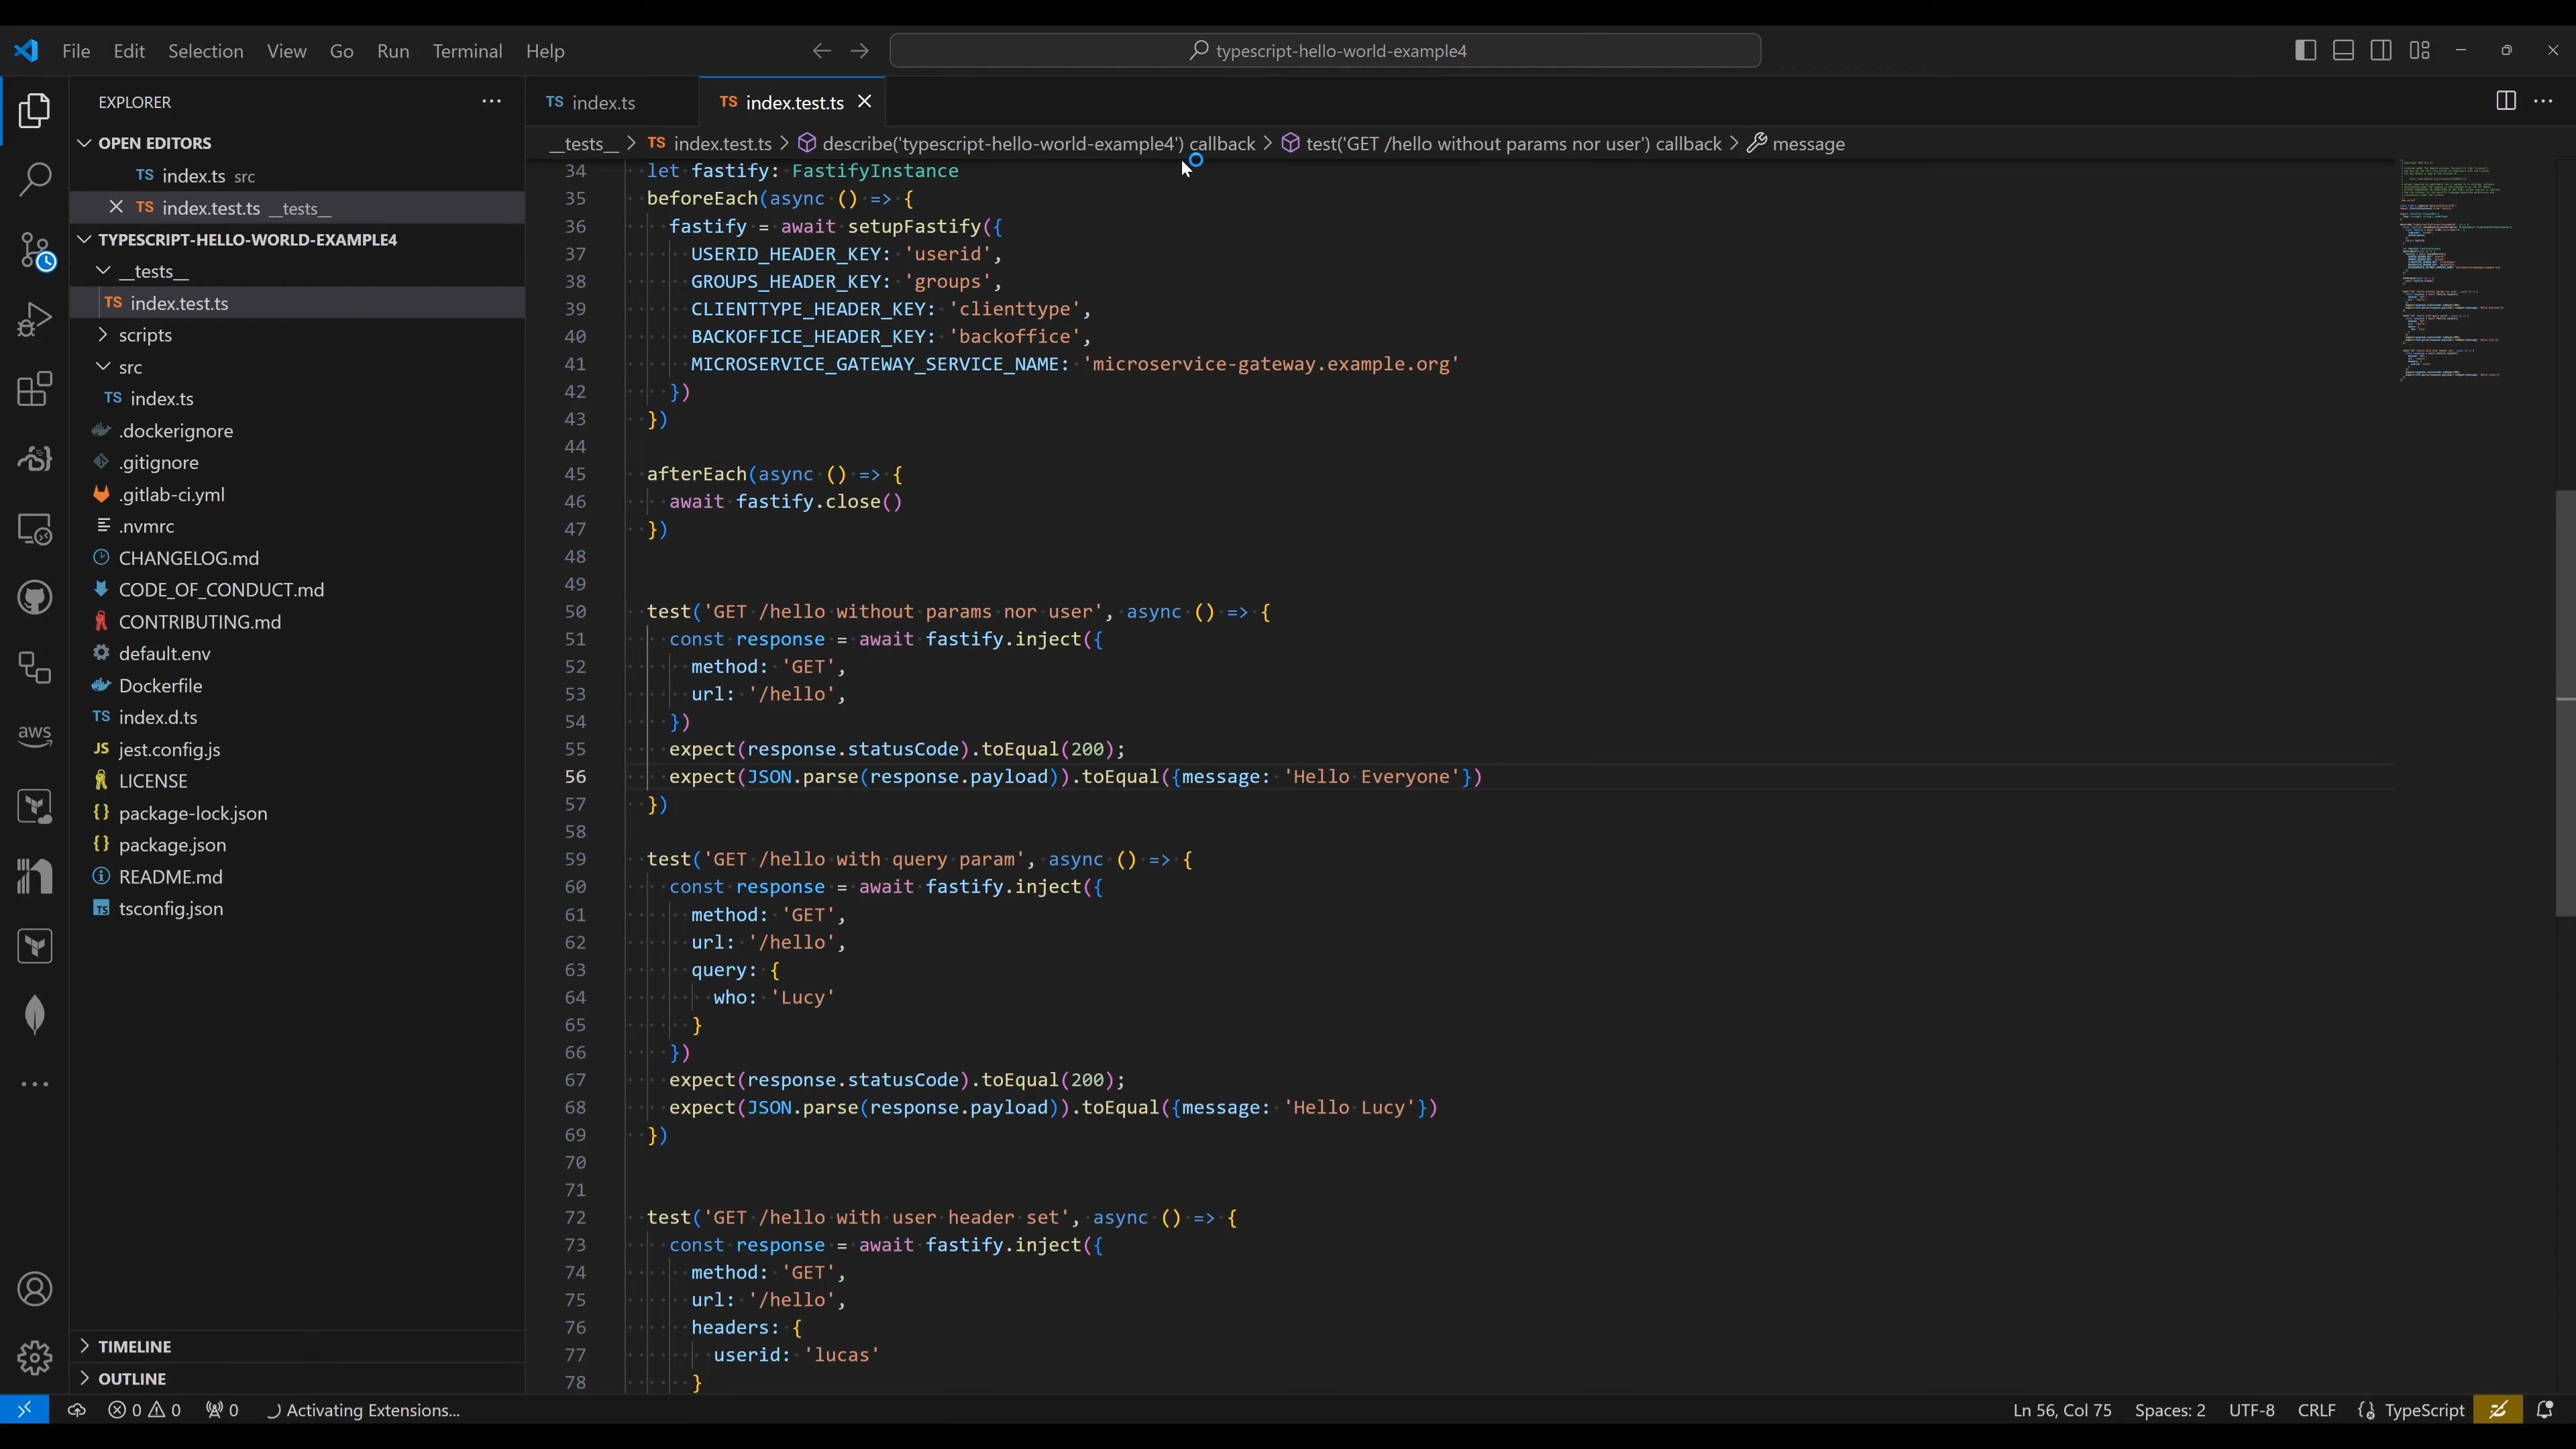 File Edit Selection View Go Run Terminal Help
typescript-hello-world-example4
EXPLORER
OPEN EDITORS
TS index.ts src
TS index.test.ts __tests__
TYPESCRIPT-HELLO-WORLD-EXAMPLE4
__tests__
TS index.test.ts
scripts
src
TS index.ts
.dockerignore
.gitignore
.gitlab-ci.yml
.nvmrc
CHANGELOG.md
CODE_OF_CONDUCT.md
CONTRIBUTING.md
default.env
Dockerfile
TS index.d.ts
JS jest.config.js
LICENSE
{} package-lock.json
{} package.json
README.md
TS tsconfig.json
TIMELINE
OUTLINE
aws
TS index.ts
TS index.test.ts
__tests__ > TS index.test.ts > describe('typescript-hello-world-example4') callback > test('GET /hello without params nor user') callback > message
34 let fastify: FastifyInstance
35 beforeEach(async () => {
36 fastify = await setupFastify({
37 USERID_HEADER_KEY: 'userid',
38 GROUPS_HEADER_KEY: 'groups',
39 CLIENTTYPE_HEADER_KEY: 'clienttype',
40 BACKOFFICE_HEADER_KEY: 'backoffice',
41 MICROSERVICE_GATEWAY_SERVICE_NAME: 'microservice-gateway.example.org'
42 })
43 })
44
45 afterEach(async () => {
46 await fastify.close()
47 })
48
49
50 test('GET /hello without params nor user', async () => {
51 const response = await fastify.inject({
52 method: 'GET',
53 url: '/hello',
54 })
55 expect(response.statusCode).toEqual(200);
56 expect(JSON.parse(response.payload)).toEqual({message: 'Hello Everyone'})
57 })
58
59 test('GET /hello with query param', async () => {
60 const response = await fastify.inject({
61 method: 'GET',
62 url: '/hello',
63 query: {
64 who: 'Lucy'
65 }
66 })
67 expect(response.statusCode).toEqual(200);
68 expect(JSON.parse(response.payload)).toEqual({message: 'Hello Lucy'})
69 })
70
71
72 test('GET /hello with user header set', async () => {
73 const response = await fastify.inject({
74 method: 'GET',
75 url: '/hello',
76 headers: {
77 userid: 'lucas'
78 }
0 0 0 Activating Extensions...
Ln 56, Col 75 Spaces: 2 UTF-8 CRLF TypeScript